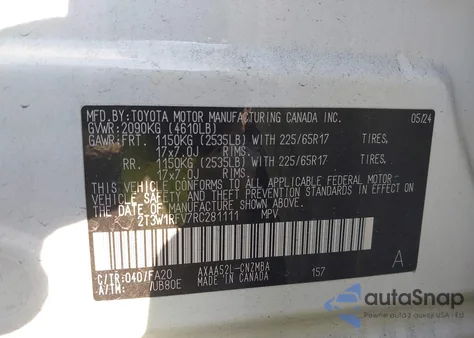 MFD.BY:TOYOTA MOTOR MANUFACTURING CANADA INC. 05/24
GVWR:2090KG (4610LB)
GAWR:FRT. 1150KG (2535LB) WITH 225/65R17 TIRES.
17x7.0J RIMS.
RR. 1150KG (2535LB) WITH 225/65R17 TIRES.
17x7.0J RIMS.
THIS VEHICLE CONFORMS TO ALL APPLICABLE FEDERAL MOTOR
VEHICLE SAFETY AND THEFT PREVENTION STANDARDS IN EFFECT ON
THE DATE OF MANUFACTURE SHOWN ABOVE.
2T3W1RFV7RC281111 MPV
C/TR:040/FA20 AXAA52L-CNZMBA 157 A
A/TM: /UB80E MADE IN CANADA
autoSnap